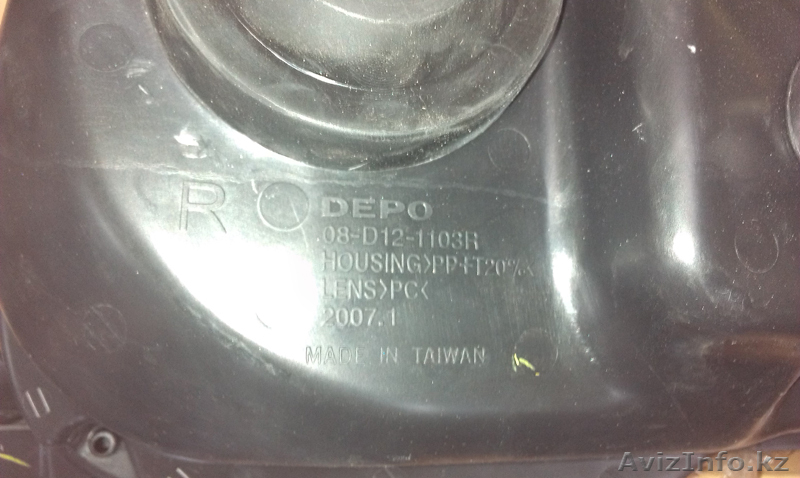 R DEPO
08-D12-1103R
HOUSING>PP+T20%<
LENS>PC<
2007.1
MADE IN TAIWAN
AvizInfo.kz